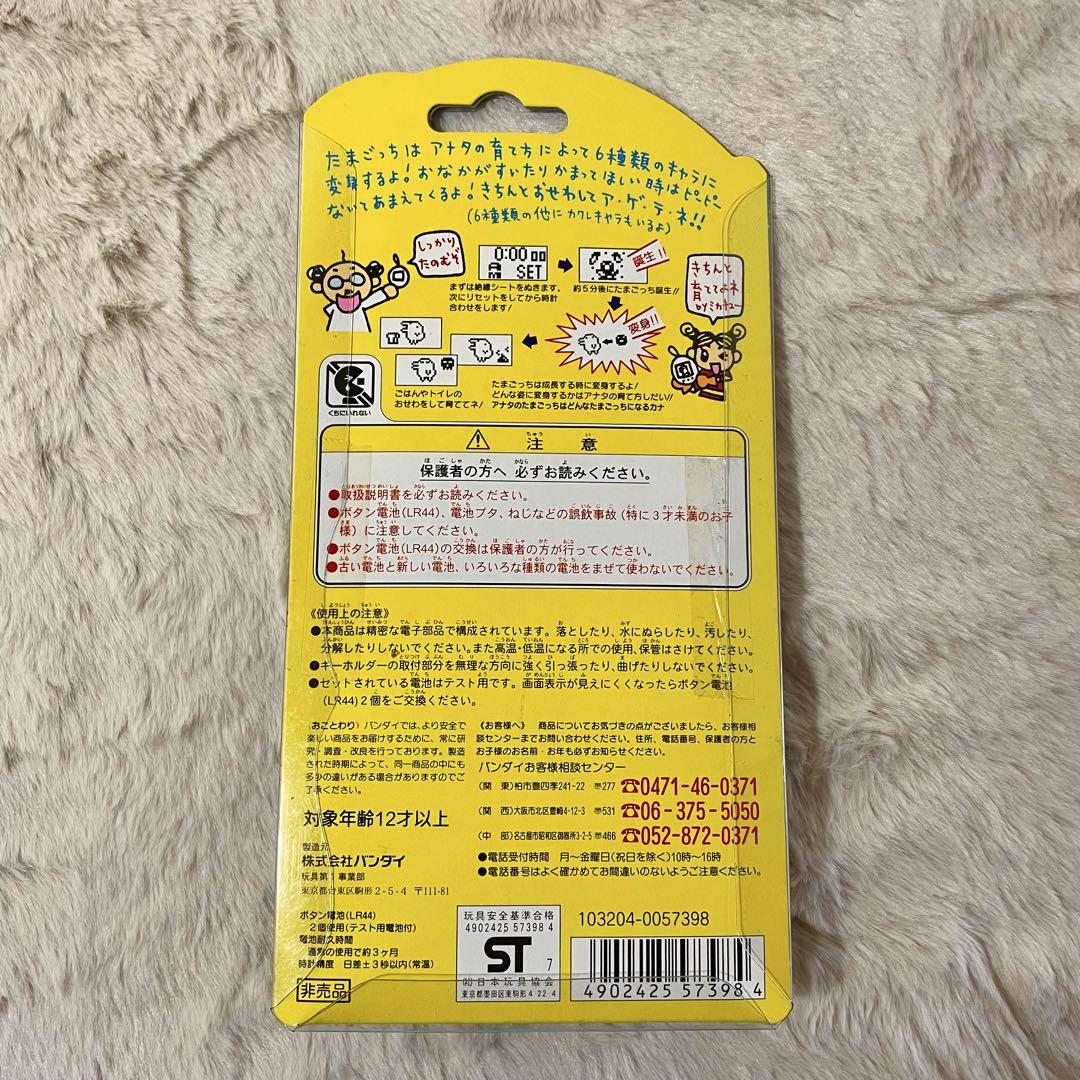 たまごっちは アナタの育て方によって6種類のキャラに
変身するよ!おなかがすいたりかまってほしい時はピーピー
ないてあまえてくるよ!きちんとおせわしてア・ゲ・テ・ネ!!
(6種類の他にカクレキャラもいるよ)
しっかり
たのむぞ
0:00 00
AM SET
誕生!!
まずは絶縁シートをぬきます。
次にリセットをしてから時計
合わせをします!
約5分後にたまごっち誕生!!
きちんと
育ててよネ
byミカチュー
変身!!
ごはんやトイレの
おせわをして育ててネ!
たまごっちは成長する時に変身するよ!
どんな姿に変身するかはアナタの育て方しだい!!
アナタのたまごっちはどんなたまごっちになるカナ
くちにいれない
⚠ 注意
保護者の方へ 必ずお読みください。
●取扱説明書を必ずお読みください。
●ボタン電池(LR44)、電池ブタ、ねじなどの誤飲事故(特に3才未満のお子
様)に注意してください。
●ボタン電池(LR44)の交換は保護者の方が行ってください。
●古い電池と新しい電池、いろいろな種類の電池をまぜて使わないでください。
《使用上の注意》
●本商品は精密な電子部品で構成されています。落としたり、水にぬらしたり、汚したり、
分解したりしないでください。また高温・低温になる所での使用、保管はさけてください。
●キーホルダーの取付部分を無理な方向に強く引っ張ったり、曲げたりしないでください。
●セットされている電池はテスト用です。画面表示が見えにくくなったらボタン電池
(LR44)2個をご交換ください。
《おことわり》バンダイでは、より安全で
楽しい商品をお届けするために、常に研
究・調査・改良を行っております。製造
された時期によって、同一商品の中にも
多少の違いがある場合がありますのでご
了承ください。
対象年齢12才以上
製造元
株式会社バンダイ
玩具第1事業部
東京都台東区駒形2-5-4 〒111-81
ボタン電池(LR44)
2個使用(テスト用電池付)
電池耐久時間
通常の使用で約3ヶ月
時計精度 日差±3秒以内(常温)
非売品
《お客様へ》 商品についてお気づきの点がございましたら、お客様相
談センターまでお問い合わせください。住所、電話番号、保護者の方と
お子様のお名前・お年も必ずお知らせください。
バンダイお客様相談センター
(関 東)柏市豊四季241-22 〒277 ☎0471-46-0371
(関 西)大阪市北区豊崎4-12-3 〒531 ☎06-375-5050
(中 部)名古屋市昭和区御器所3-2-5 〒466 ☎052-872-0371
●電話受付時間 月〜金曜日(祝日を除く)10時〜16時
●電話番号はよく確かめてお間違いのないようご注意ください。
玩具安全基準合格
4902425 57398 4
ST 7
㈳日本玩具協会
東京都墨田区東駒形4-22-4
103204-0057398
4902425 57398 4